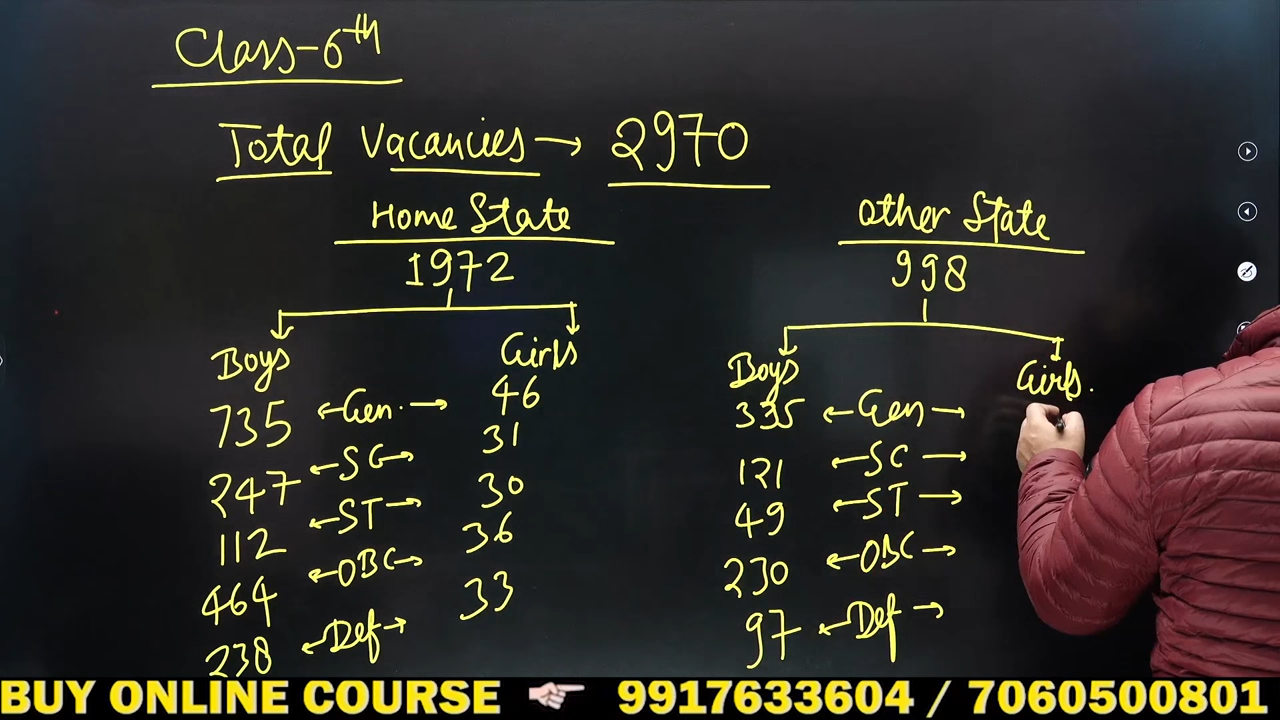 Class-6th
Total Vacancies → 2970
Home State
1972
Boys Girls
735 ← Gen. → 46
247 ← SC → 31
112 ← ST → 30
464 ← OBC → 36
238 ← Def → 33
Other State
998
Boys Girls.
335 ← Gen →
121 ← SC →
49 ← ST →
230 ← OBC →
97 ← Def →
BUY ONLINE COURSE 9917633604 / 7060500801